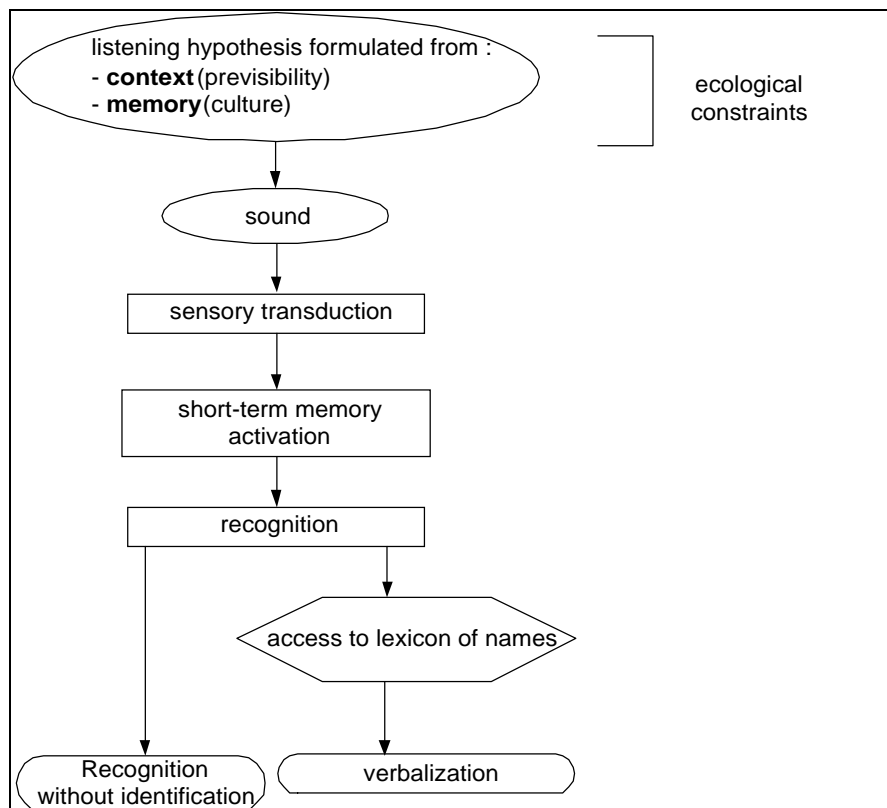 listening hypothesis formulated from :
- context (previsibility)
- memory (culture)
ecological
constraints
sound
sensory transduction
short-term memory
activation
recognition
access to lexicon of names
Recognition
without identification
verbalization